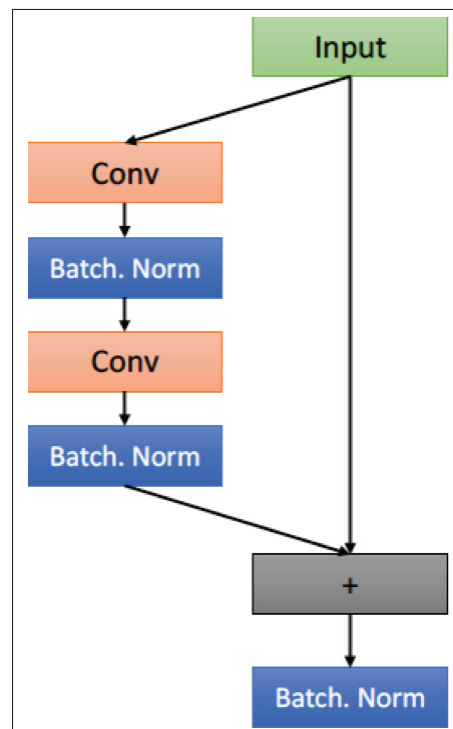 Input
Conv
Batch. Norm
Conv
Batch. Norm
+
Batch. Norm